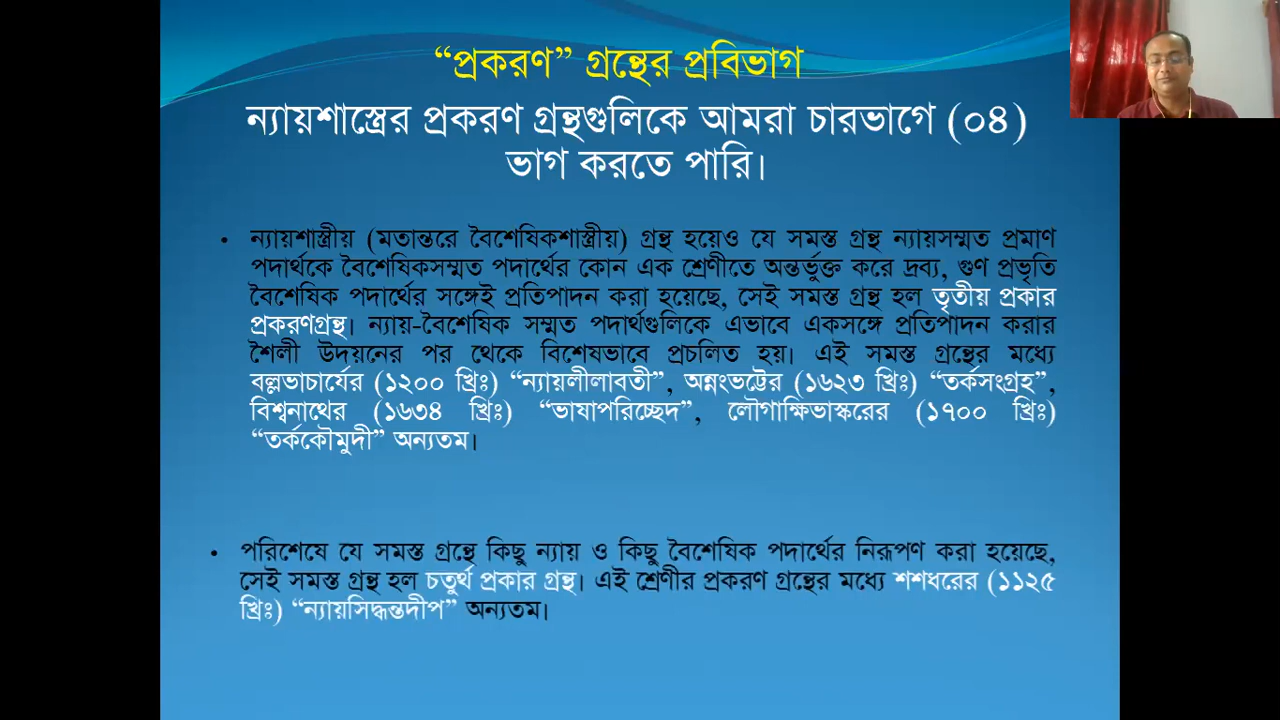 “প্রকরণ” গ্রন্থের প্রবিভাগ
ন্যায়শাস্ত্রের প্রকরণ গ্রন্থগুলিকে আমরা চারভাগে (০৪)
ভাগ করতে পারি।
• ন্যায়শাস্ত্রীয় (মতান্তরে বৈশেষিকশাস্ত্রীয়) গ্রন্থ হয়েও যে সমস্ত গ্রন্থ ন্যায়সম্মত প্রমাণ
পদার্থকে বৈশেষিকসম্মত পদার্থের কোন এক শ্রেণীতে অন্তর্ভুক্ত করে দ্রব্য, গুণ প্রভৃতি
বৈশেষিক পদার্থের সঙ্গেই প্রতিপাদন করা হয়েছে, সেই সমস্ত গ্রন্থ হল তৃতীয় প্রকার
প্রকরণগ্রন্থ। ন্যায়-বৈশেষিক সম্মত পদার্থগুলিকে এভাবে একসঙ্গে প্রতিপাদন করার
শৈলী উদয়নের পর থেকে বিশেষভাবে প্রচলিত হয়। এই সমস্ত গ্রন্থের মধ্যে
বল্লভাচার্যের (১২০০ খ্রিঃ) “ন্যায়লীলাবতী”, অন্নংভট্টের (১৬২৩ খ্রিঃ) “তর্কসংগ্রহ”,
বিশ্বনাথের (১৬৩৪ খ্রিঃ) “ভাষাপরিচ্ছেদ”, লৌগাক্ষিভাস্করের (১৭০০ খ্রিঃ)
“তর্ককৌমুদী” অন্যতম।
• পরিশেষে যে সমস্ত গ্রন্থে কিছু ন্যায় ও কিছু বৈশেষিক পদার্থের নিরূপণ করা হয়েছে,
সেই সমস্ত গ্রন্থ হল চতুর্থ প্রকার গ্রন্থ। এই শ্রেণীর প্রকরণ গ্রন্থের মধ্যে শশধরের (১১২৫
খ্রিঃ) “ন্যায়সিদ্ধন্তদীপ” অন্যতম।